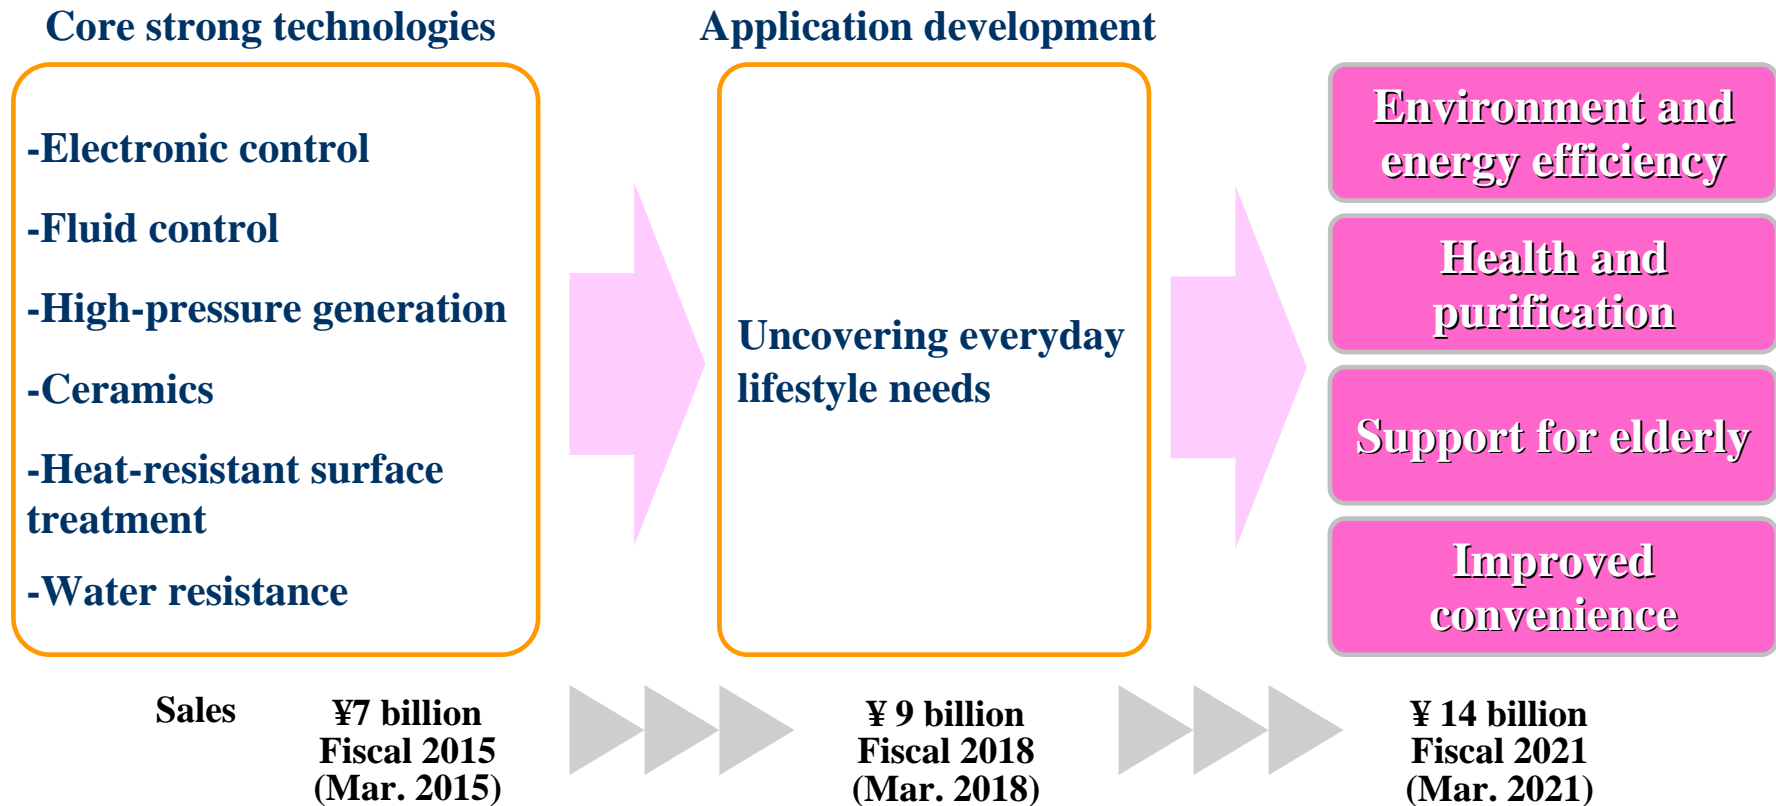 Core strong technologies
-Electronic control
-Fluid control
-High-pressure generation
-Ceramics
-Heat-resistant surface
treatment
-Water resistance
Application development
Uncovering everyday
lifestyle needs
Environment and
energy efficiency
Health and
purification
Support for elderly
Improved
convenience
Sales
¥7 billion
Fiscal 2015
(Mar. 2015)
¥ 9 billion
Fiscal 2018
(Mar. 2018)
¥ 14 billion
Fiscal 2021
(Mar. 2021)